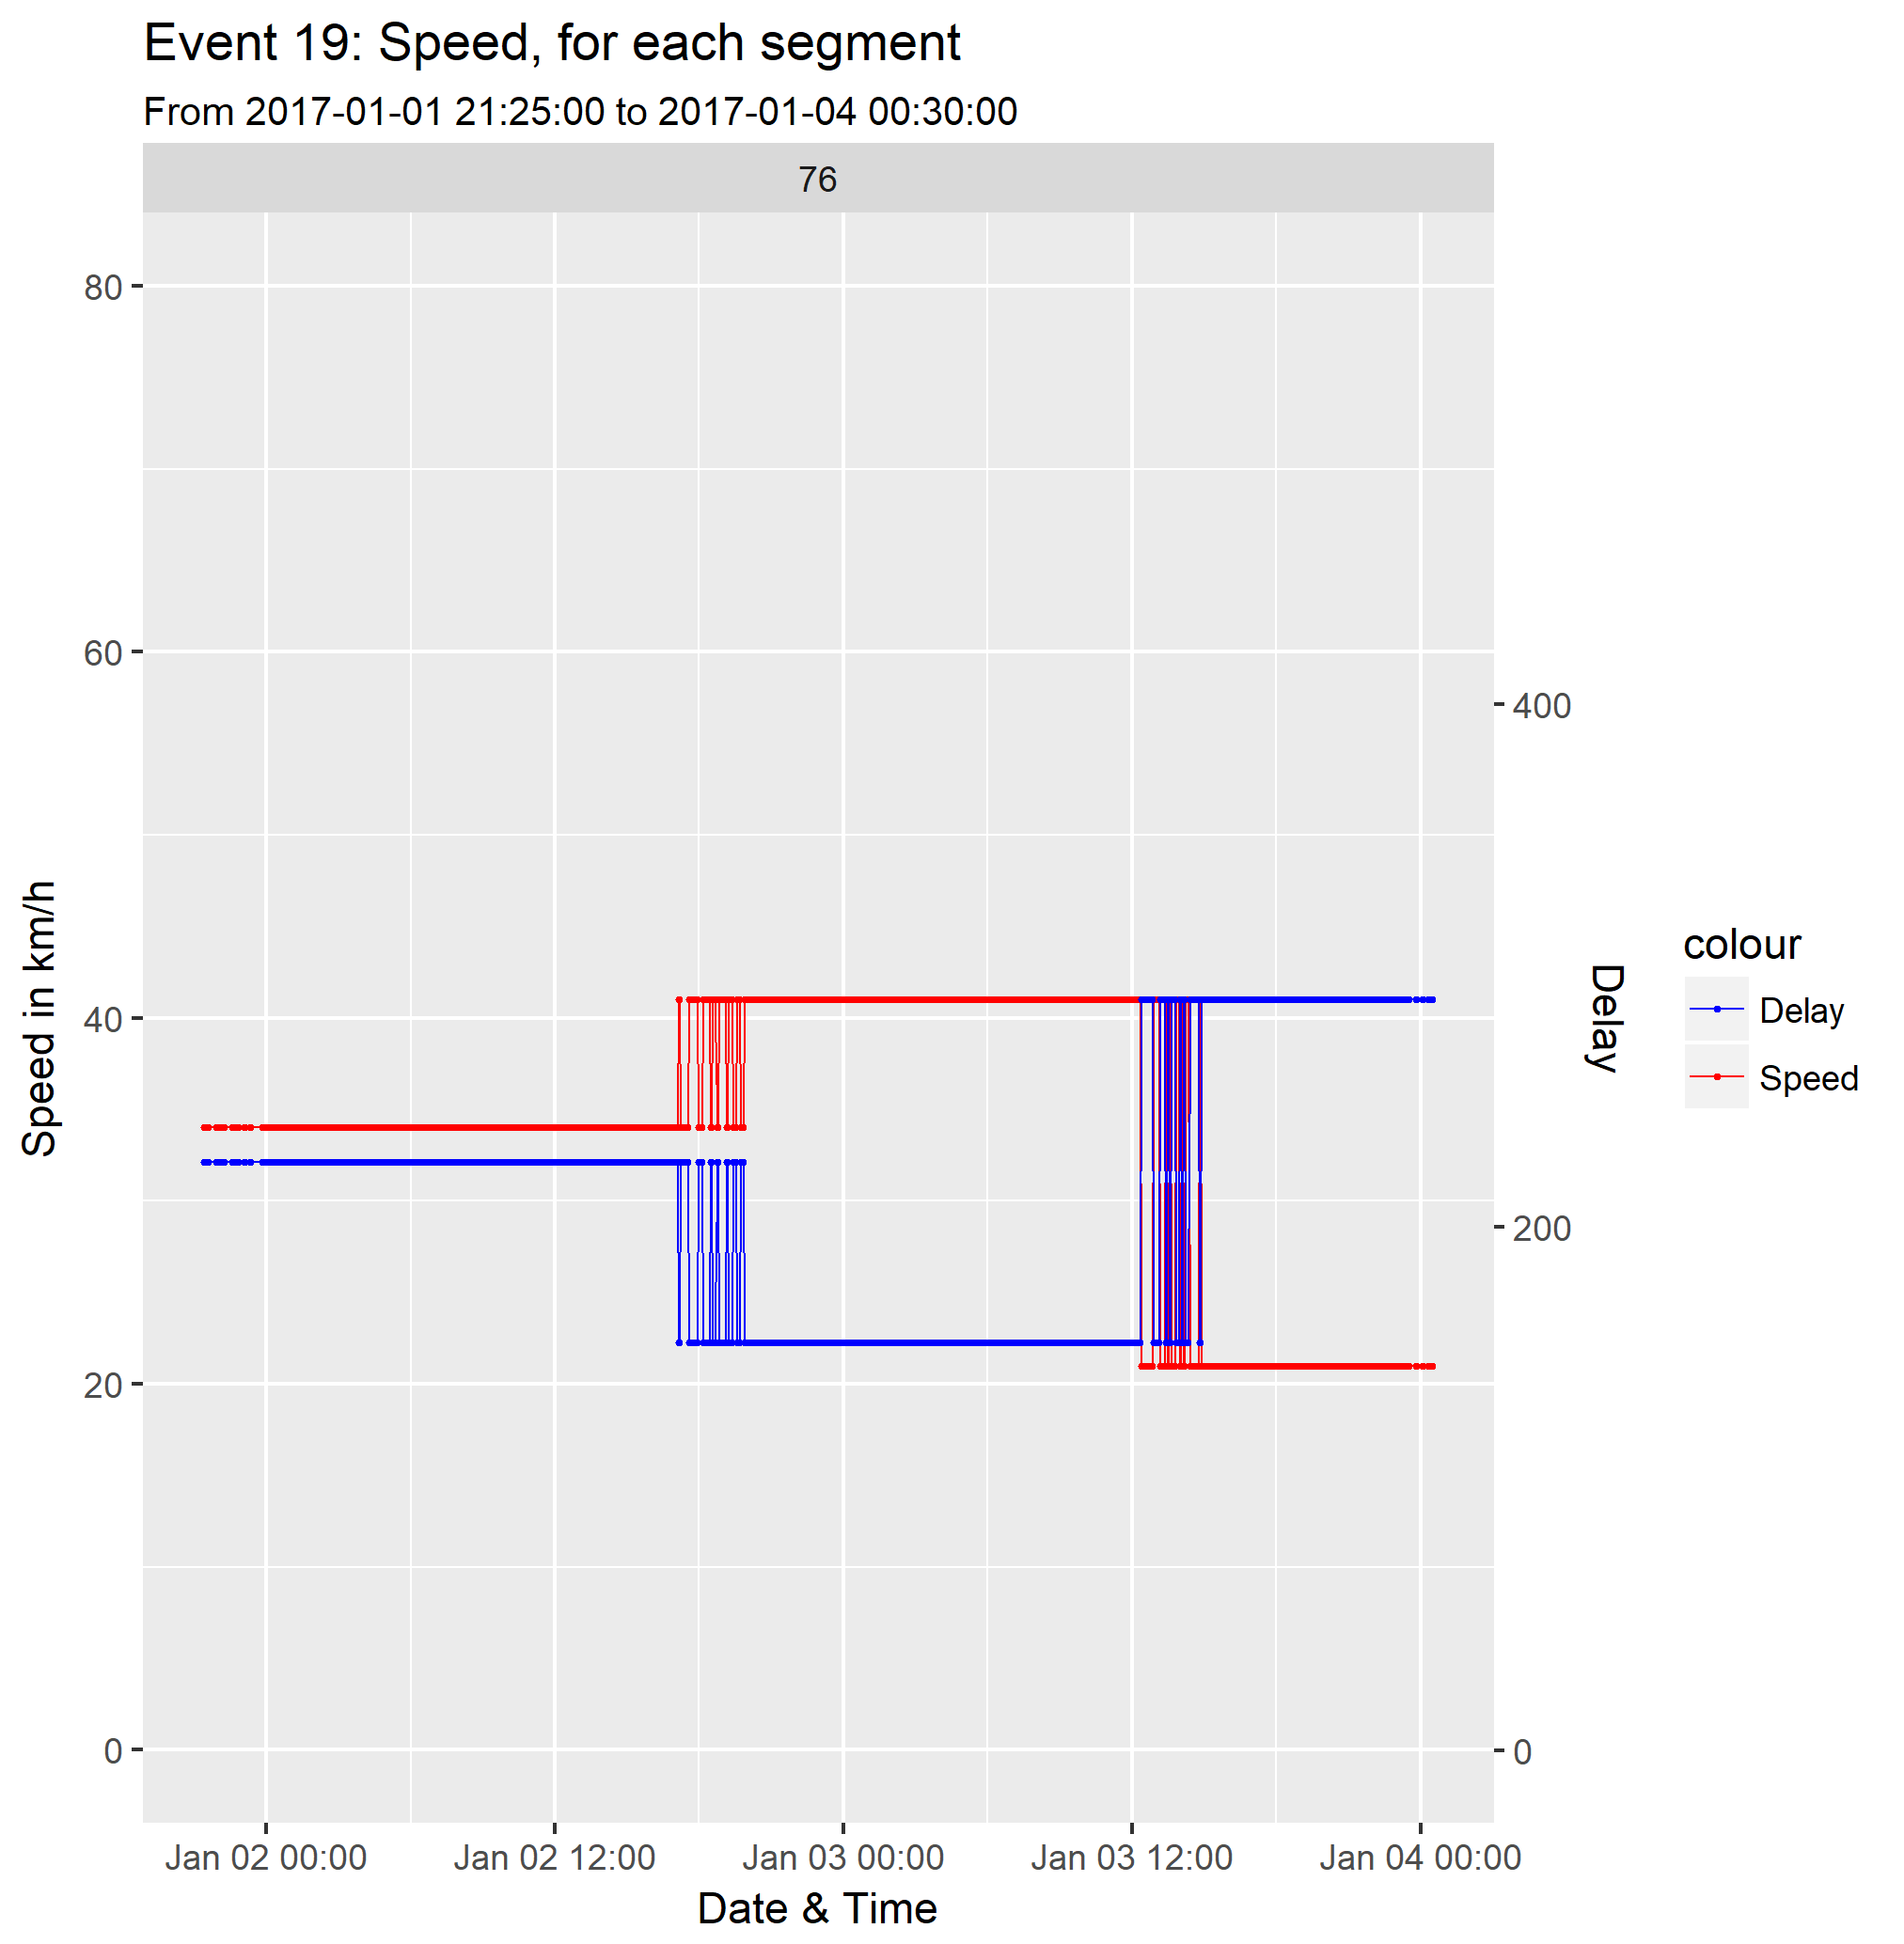 Event 19: Speed, for each segment
From 2017-01-01 21:25:00 to 2017-01-04 00:30:00
76
80
60
40
20
0
Speed in km/h
400
200
0
Delay
colour
Delay
Speed
Jan 02 00:00
Jan 02 12:00
Jan 03 00:00
Jan 03 12:00
Jan 04 00:00
Date & Time